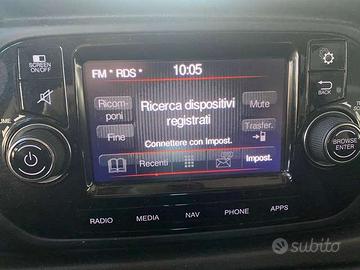 SCREEN
ON/OFF
FM * RDS *
10:05
Ricom-
poni
Ricerca dispositivi
registrati
Mute
BACK
Fine
Trasfer.
Connettere con Impost.
BROWSE
ENTER
Recenti
Impost.
RADIO
MEDIA
NAV
PHONE
APPS
subito